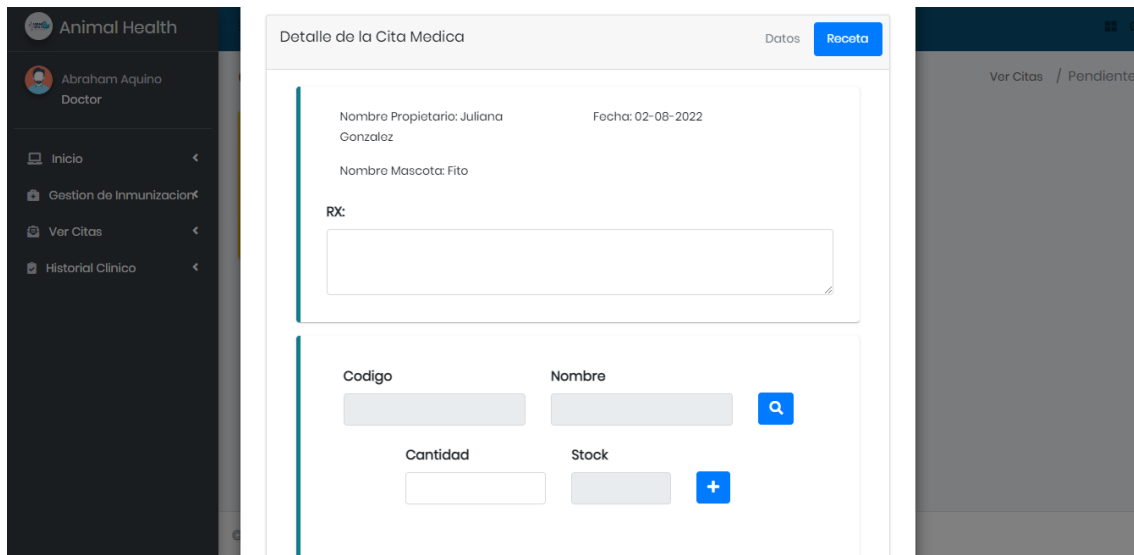 Animal Health
Abraham Aquino
Doctor
Inicio
Gestion de Inmunizacion
Ver Citas
Historial Clinico
Detalle de la Cita Medica
Datos
Receta
Ver Citas / Pendiente
Nombre Propietario: Juliana
Gonzalez
Fecha: 02-08-2022
Nombre Mascota: Fito
RX:
Codigo
Nombre
Cantidad
Stock